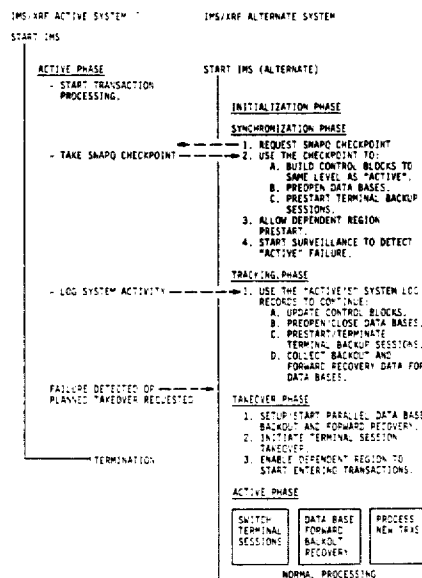 IMS/XRF ACTIVE SYSTEM
IMS/XRF ALTERNATE SYSTEM
START IMS
ACTIVE PHASE
- START TRANSACTION
PROCESSING.
START IMS (ALTERNATE)
INITIALIZATION PHASE
SYNCHRONIZATION PHASE
1. REQUEST SNAPQ CHECKPOINT
- TAKE SNAPQ CHECKPOINT
2. USE THE CHECKPOINT TO:
A. BUILD CONTROL BLOCKS TO
SAME LEVEL AS "ACTIVE".
B. PREOPEN DATA BASES.
C. PRESTART TERMINAL BACKUP
SESSIONS.
3. ALLOW DEPENDENT REGION
PRESTART.
4. START SURVEILLANCE TO DETECT
"ACTIVE" FAILURE.
TRACKING PHASE
- LOG SYSTEM ACTIVITY
1. USE THE "ACTIVE'S" SYSTEM LOG
RECORDS TO CONTINUE:
A. UPDATE CONTROL BLOCKS.
B. PREOPEN/CLOSE DATA BASES.
C. PRESTART/TERMINATE
TERMINAL BACKUP SESSIONS.
D. COLLECT BACKOUT AND
FORWARD RECOVERY DATA FOR
DATA BASES.
FAILURE DETECTED OR
PLANNED TAKEOVER REQUESTED
TAKEOVER PHASE
1. SETUP/START PARALLEL DATA BASE
BACKOUT AND FORWARD RECOVERY.
2. INITIATE TERMINAL SESSION
TAKEOVER.
3. ENABLE DEPENDENT REGION TO
START ENTERING TRANSACTIONS.
TERMINATION
ACTIVE PHASE
SWITCH
TERMINAL
SESSIONS
DATA BASE
FORWARD
BACKOUT
RECOVERY
PROCESS
NEW TRXS
NORMAL PROCESSING